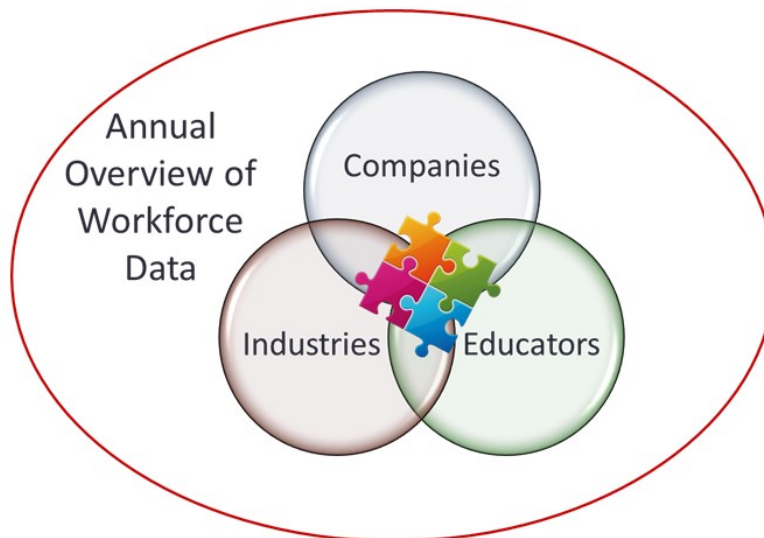 Annual
Overview of
Workforce
Data
Companies
Industries
Educators